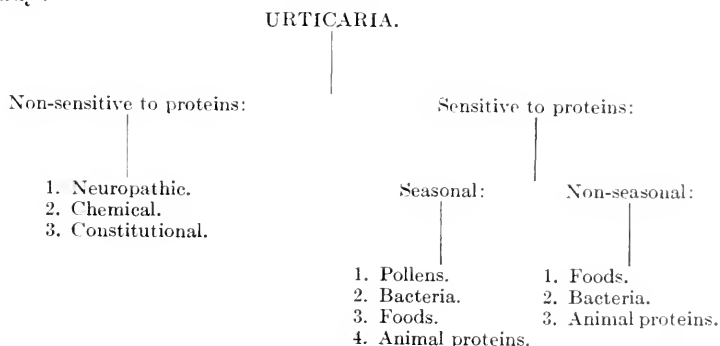 URTICARIA.
Non-sensitive to proteins:
1. Neuropathic.
2. Chemical.
3. Constitutional.
Sensitive to proteins:
Seasonal:
1. Pollens.
2. Bacteria.
3. Foods.
4. Animal proteins.
Non-seasonal:
1. Foods.
2. Bacteria.
3. Animal proteins.